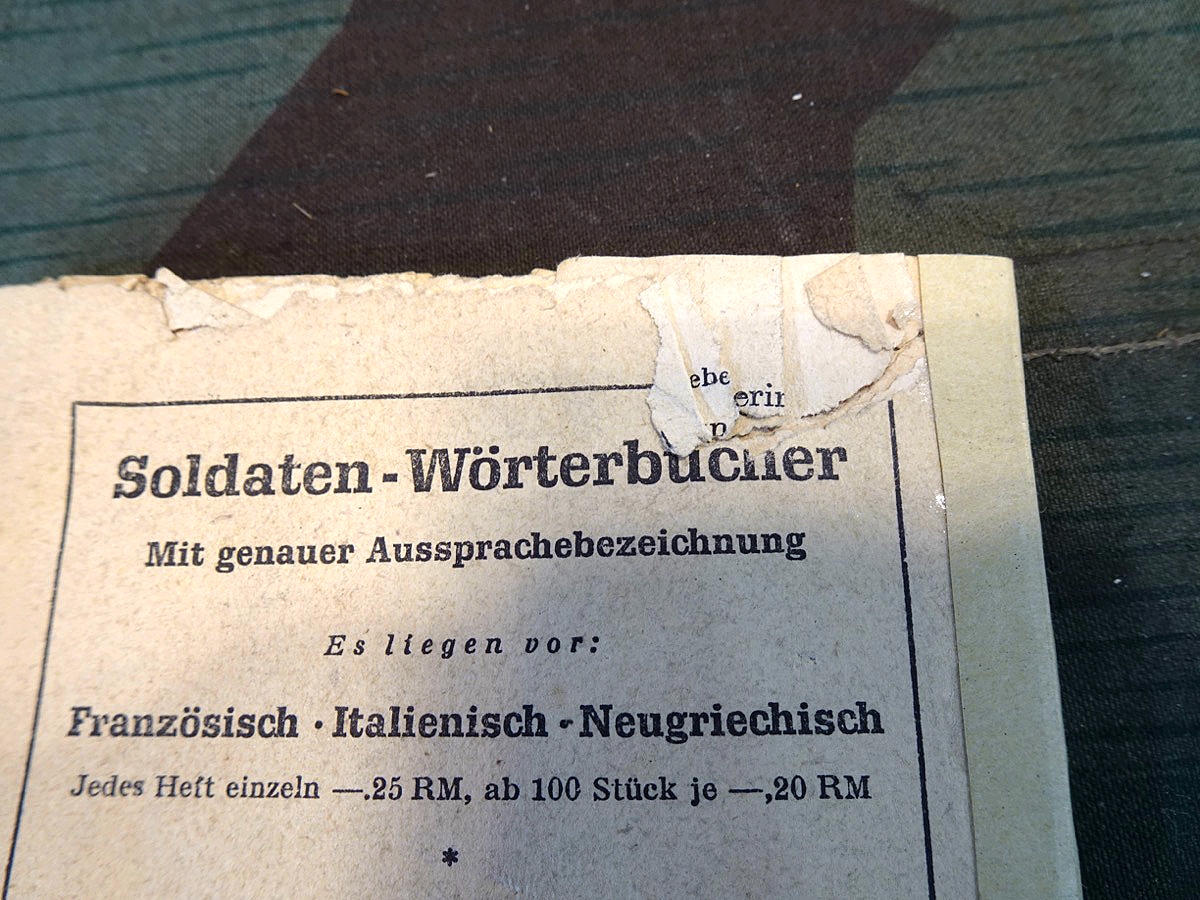 Soldaten-Wörterbücher
Mit genauer Aussprachebezeichnung
Es liegen vor:
Französisch · Italienisch - Neugriechisch
Jedes Heft einzeln —.25 RM, ab 100 Stück je —,20 RM
*